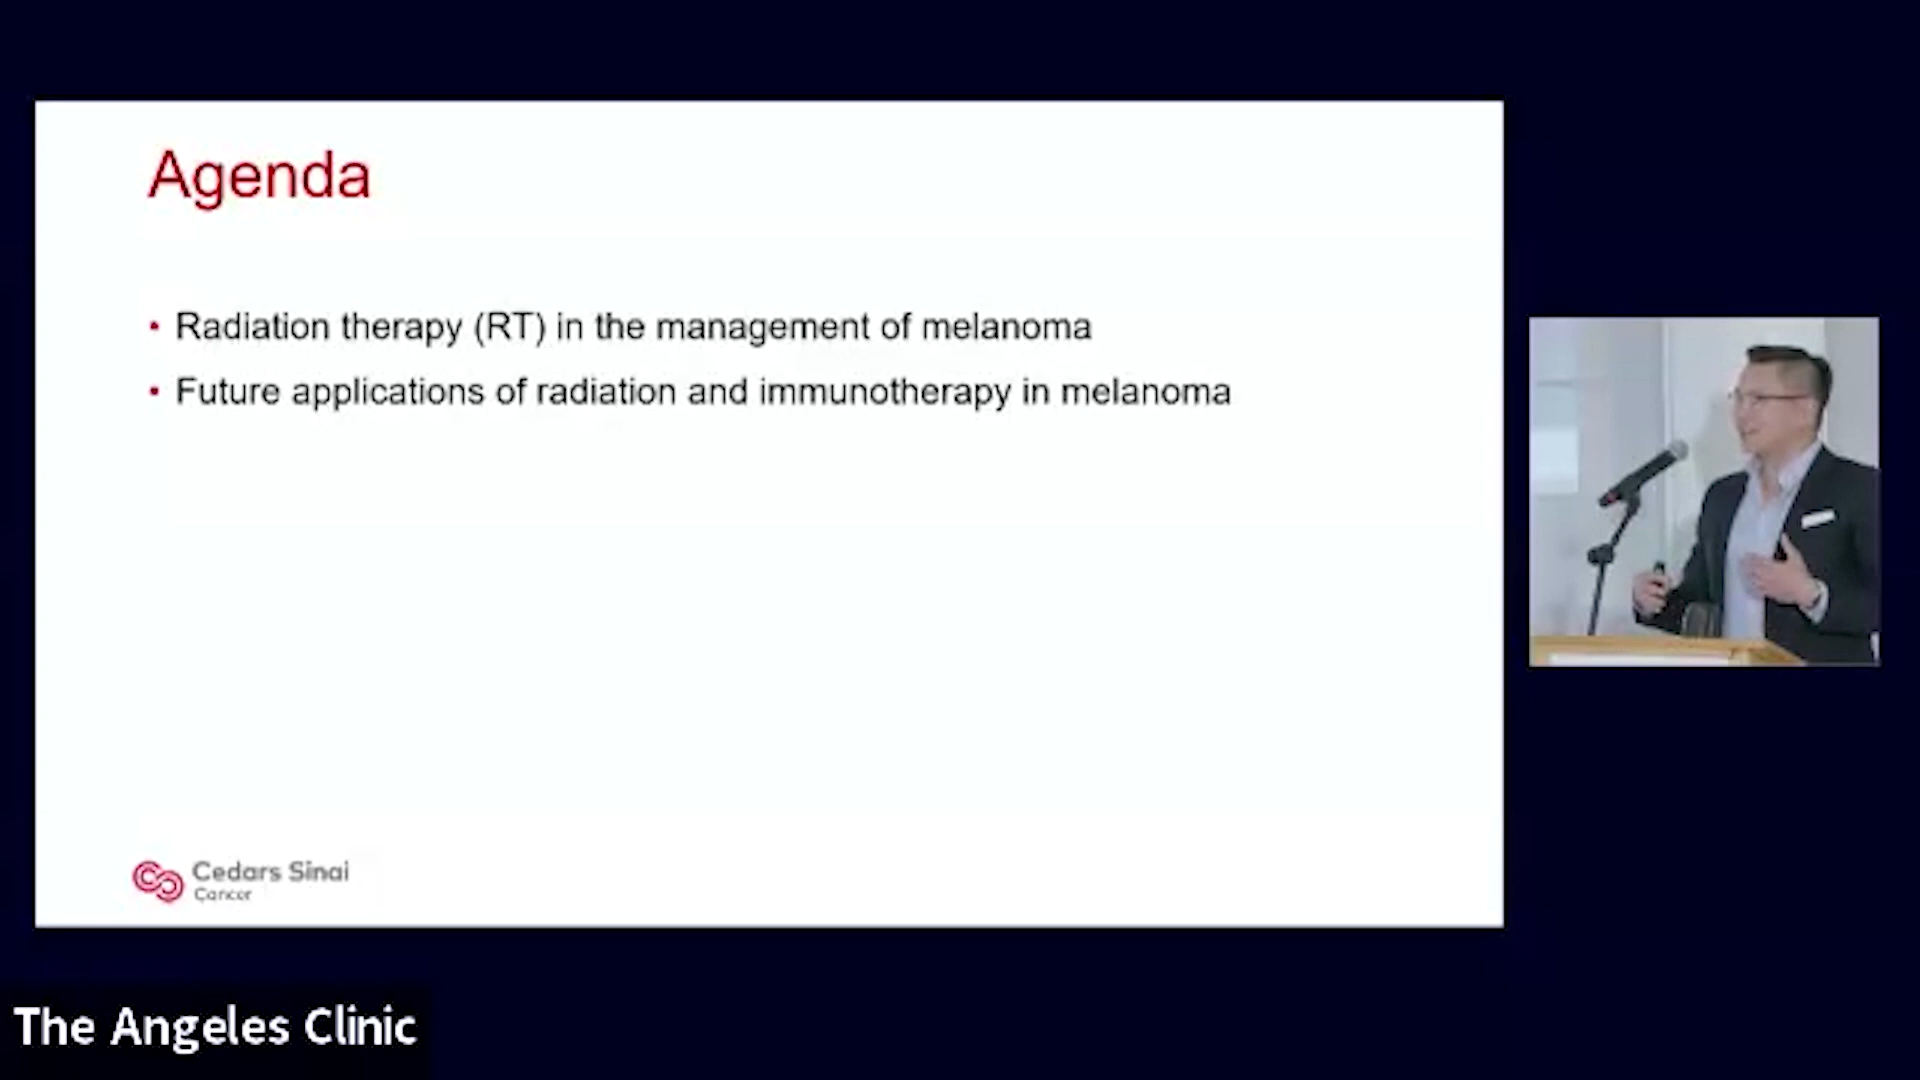 Agenda
• Radiation therapy (RT) in the management of melanoma
• Future applications of radiation and immunotherapy in melanoma
Cedars Sinai
Cancer
The Angeles Clinic